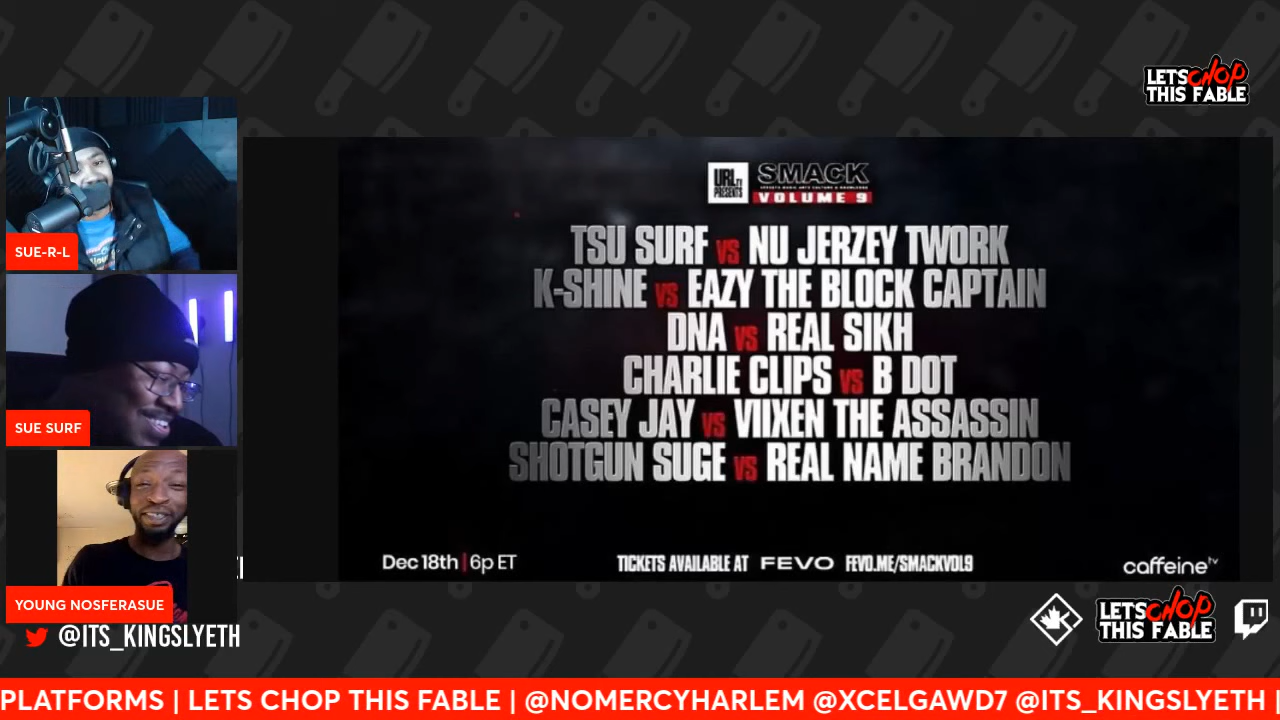 LETS CHOP
THIS FABLE
URLTV
PRESENTS
SMACK
VOLUME 9
TSU SURF VS NU JERZEY TWORK
K-SHINE VS EAZY THE BLOCK CAPTAIN
DNA VS REAL SIKH
CHARLIE CLIPS VS B DOT
CASEY JAY VS VIIXEN THE ASSASSIN
SHOTGUN SUGE VS REAL NAME BRANDON
Dec 18th | 6p ET
TICKETS AVAILABLE AT FEVO FEVO.ME/SMACKVOL9
caffeine tv
SUE-R-L
SUE SURF
YOUNG NOSFERASUE
@ITS_KINGSLYETH
LETS CHOP
THIS FABLE
PLATFORMS | LETS CHOP THIS FABLE | @NOMERCYHARLEM @XCELGAWD7 @ITS_KINGSLYETH |